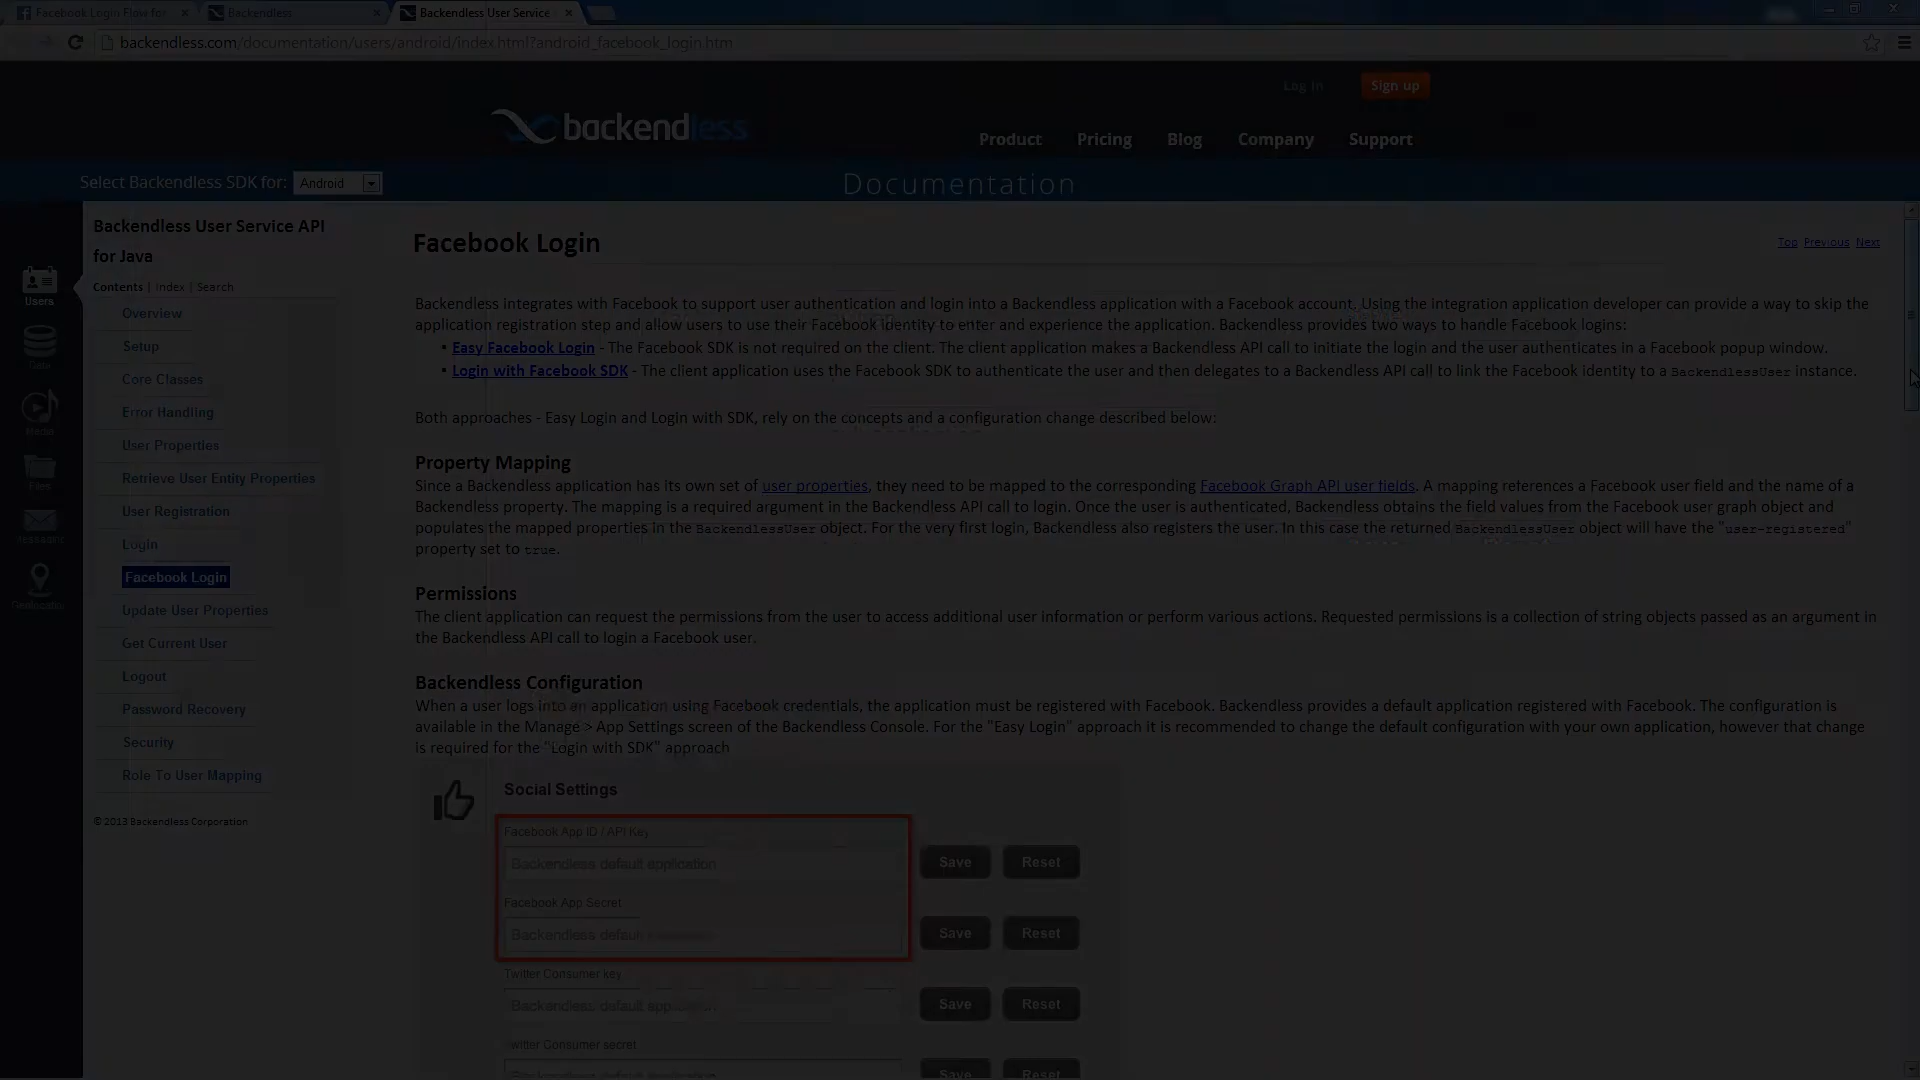 Facebook Login Flow for
Backendless
Backendless User Service
backendless.com/documentation/users/android/index.html?android_facebook_login.htm
Log In
Sign up
backendless
Product Pricing Blog Company Support
Select Backendless SDK for: Android
Documentation
Backendless User Service API
for Java
Contents | Index | Search
Overview
Setup
Core Classes
Error Handling
User Properties
Retrieve User Entity Properties
User Registration
Login
Facebook Login
Update User Properties
Get Current User
Logout
Password Recovery
Security
Role To User Mapping
© 2013 Backendless Corporation
Users
Data
Media
Files
Messaging
Geolocation
Facebook Login
Top Previous Next
Backendless integrates with Facebook to support user authentication and login into a Backendless application with a Facebook account. Using the integration application developer can provide a way to skip the
application registration step and allow users to use their Facebook identity to enter and experience the application. Backendless provides two ways to handle Facebook logins:
• Easy Facebook Login - The Facebook SDK is not required on the client. The client application makes a Backendless API call to initiate the login and the user authenticates in a Facebook popup window.
• Login with Facebook SDK - The client application uses the Facebook SDK to authenticate the user and then delegates to a Backendless API call to link the Facebook identity to a BackendlessUser instance.
Both approaches - Easy Login and Login with SDK, rely on the concepts and a configuration change described below:
Property Mapping
Since a Backendless application has its own set of user properties, they need to be mapped to the corresponding Facebook Graph API user fields. A mapping references a Facebook user field and the name of a
Backendless property. The mapping is a required argument in the Backendless API call to login. Once the user is authenticated, Backendless obtains the field values from the Facebook user graph object and
populates the mapped properties in the BackendlessUser object. For the very first login, Backendless also registers the user. In this case the returned BackendlessUser object will have the "user-registered"
property set to true.
Permissions
The client application can request the permissions from the user to access additional user information or perform various actions. Requested permissions is a collection of string objects passed as an argument in
the Backendless API call to login a Facebook user.
Backendless Configuration
When a user logs into an application using Facebook credentials, the application must be registered with Facebook. Backendless provides a default application registered with Facebook. The configuration is
available in the Manage > App Settings screen of the Backendless Console. For the "Easy Login" approach it is recommended to change the default configuration with your own application, however that change
is required for the "Login with SDK" approach
Social Settings
Facebook App ID / API Key
Backendless default application Save Reset
Facebook App Secret
Backendless default Save Reset
Twitter Consumer key
Backendless default application Save Reset
Twitter Consumer secret
Backendless default application Save Reset